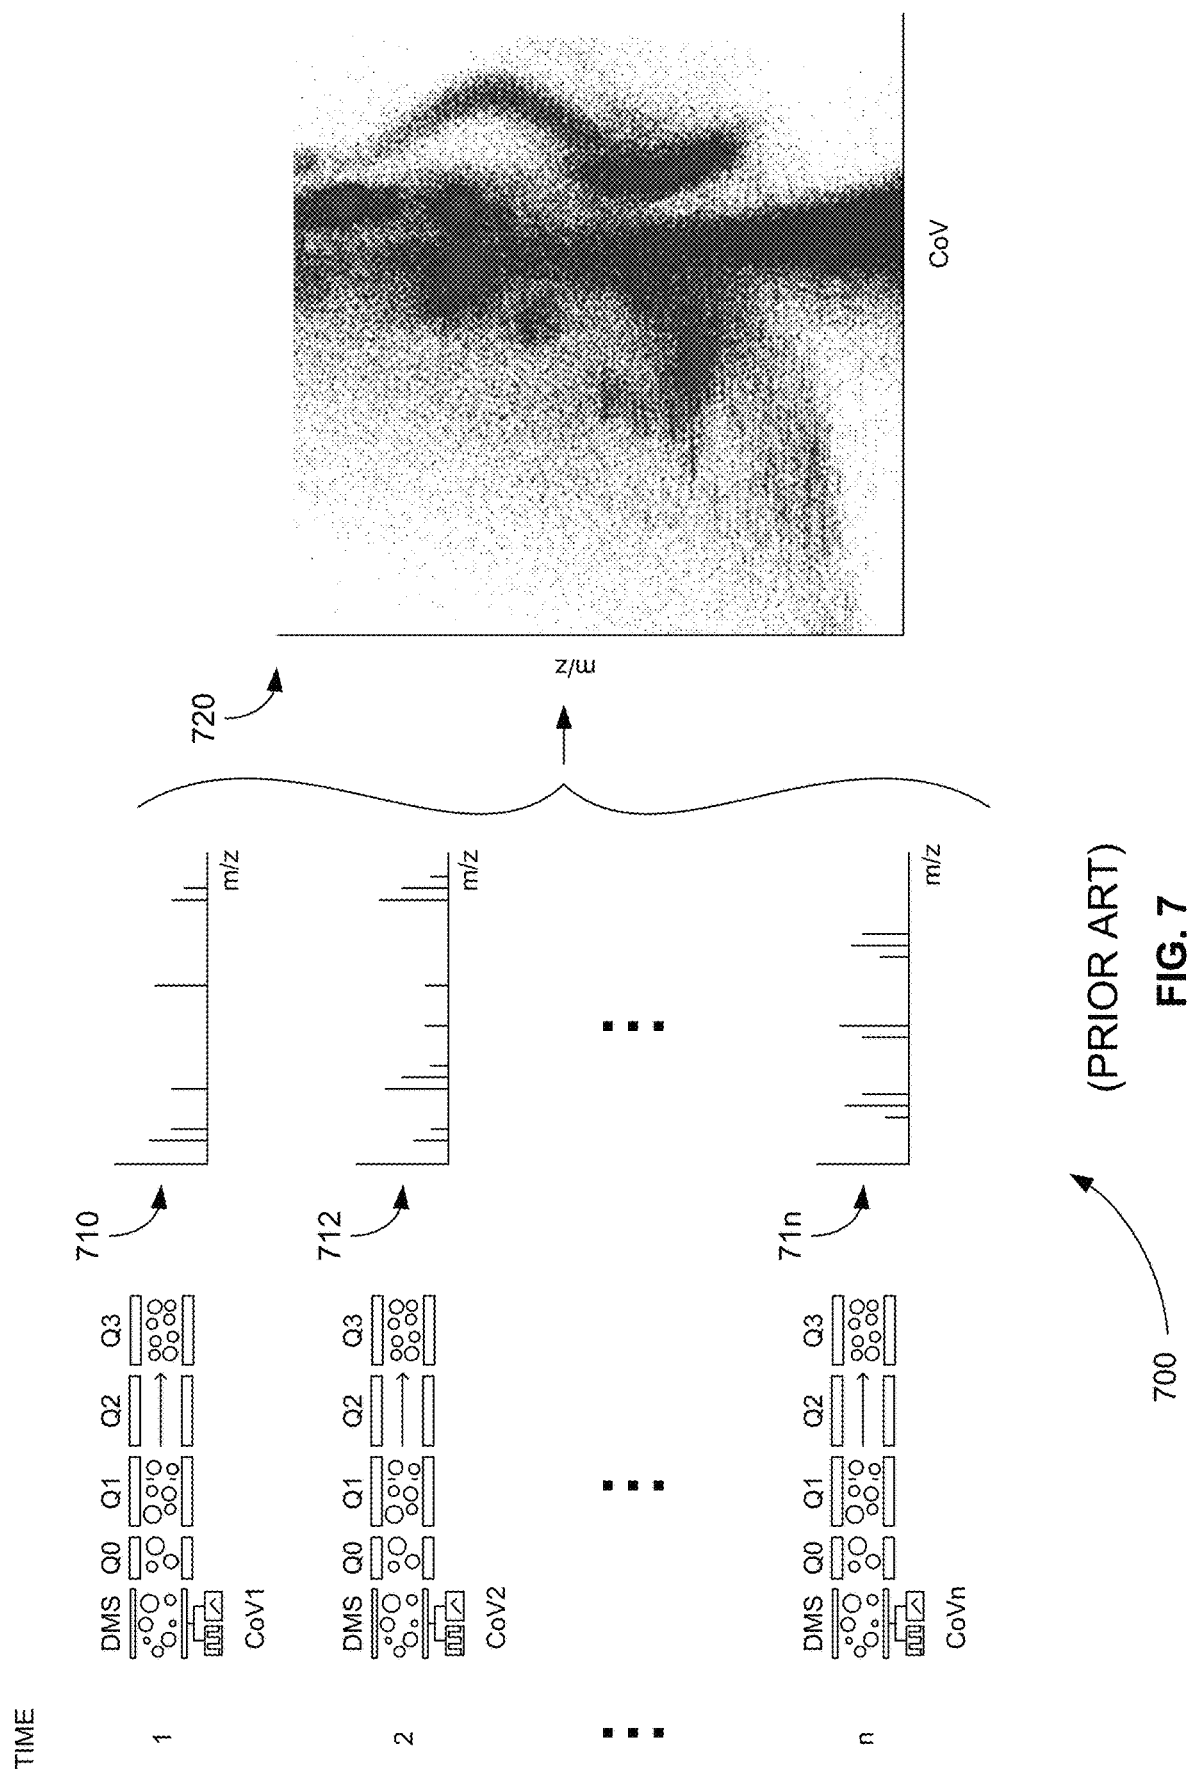 TIME
1
DMS Q0 Q1 Q2 Q3
CoV1
710
m/z
2
DMS Q0 Q1 Q2 Q3
CoV2
712
m/z
n
DMS Q0 Q1 Q2 Q3
CoVn
71n
m/z
720
m/z
CoV
700
(PRIOR ART)
FIG. 7